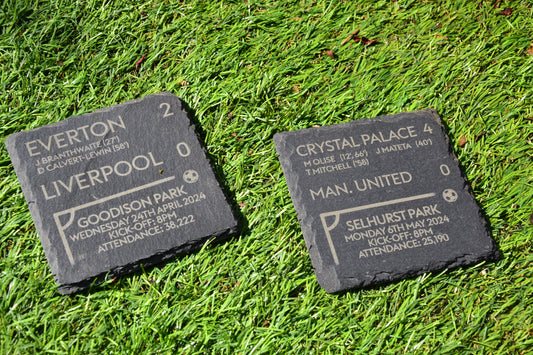 EVERTON 2
J BRANTHWAITE (27')
D CALVERT-LEWIN (58')
LIVERPOOL 0
GOODISON PARK
WEDNESDAY 24TH APRIL 2024
KICK-OFF: 8PM
ATTENDANCE: 38,222
CRYSTAL PALACE 4
M OLISE (12, 66') J MATETA (40')
T MITCHELL ('58)
MAN. UNITED 0
SELHURST PARK
MONDAY 6TH MAY 2024
KICK-OFF: 8PM
ATTENDANCE: 25,190